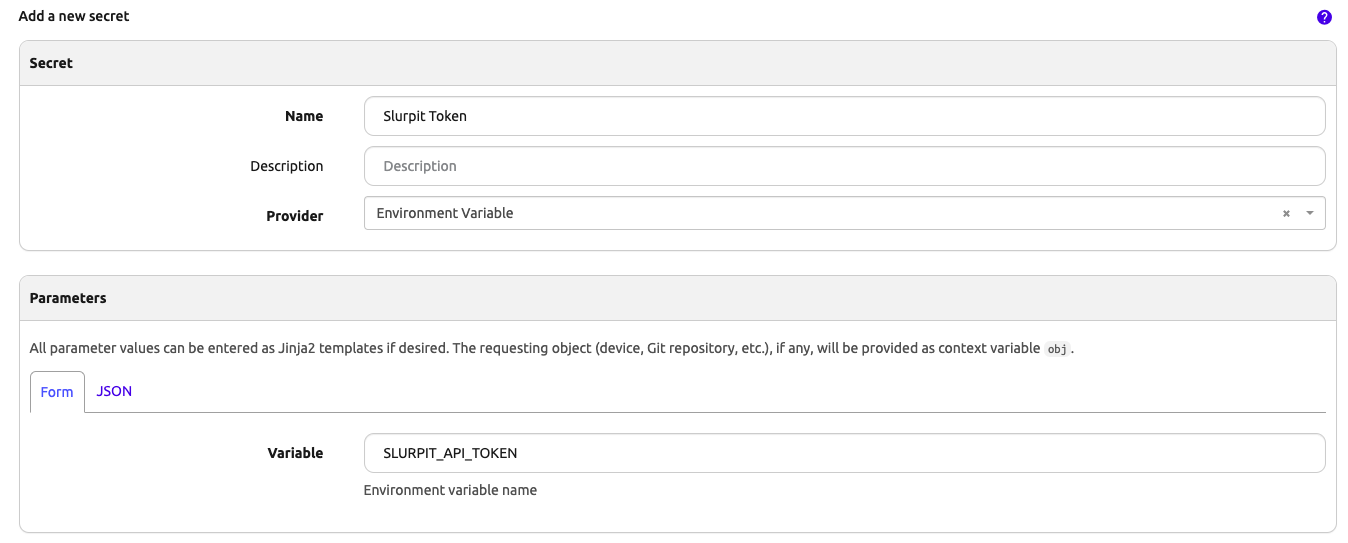 Add a new secret
?
Secret
Name
Slurpit Token
Description
Description
Provider
Environment Variable × 
Parameters
All parameter values can be entered as Jinja2 templates if desired. The requesting object (device, Git repository, etc.), if any, will be provided as context variable obj.
Form JSON
Variable
SLURPIT_API_TOKEN
Environment variable name